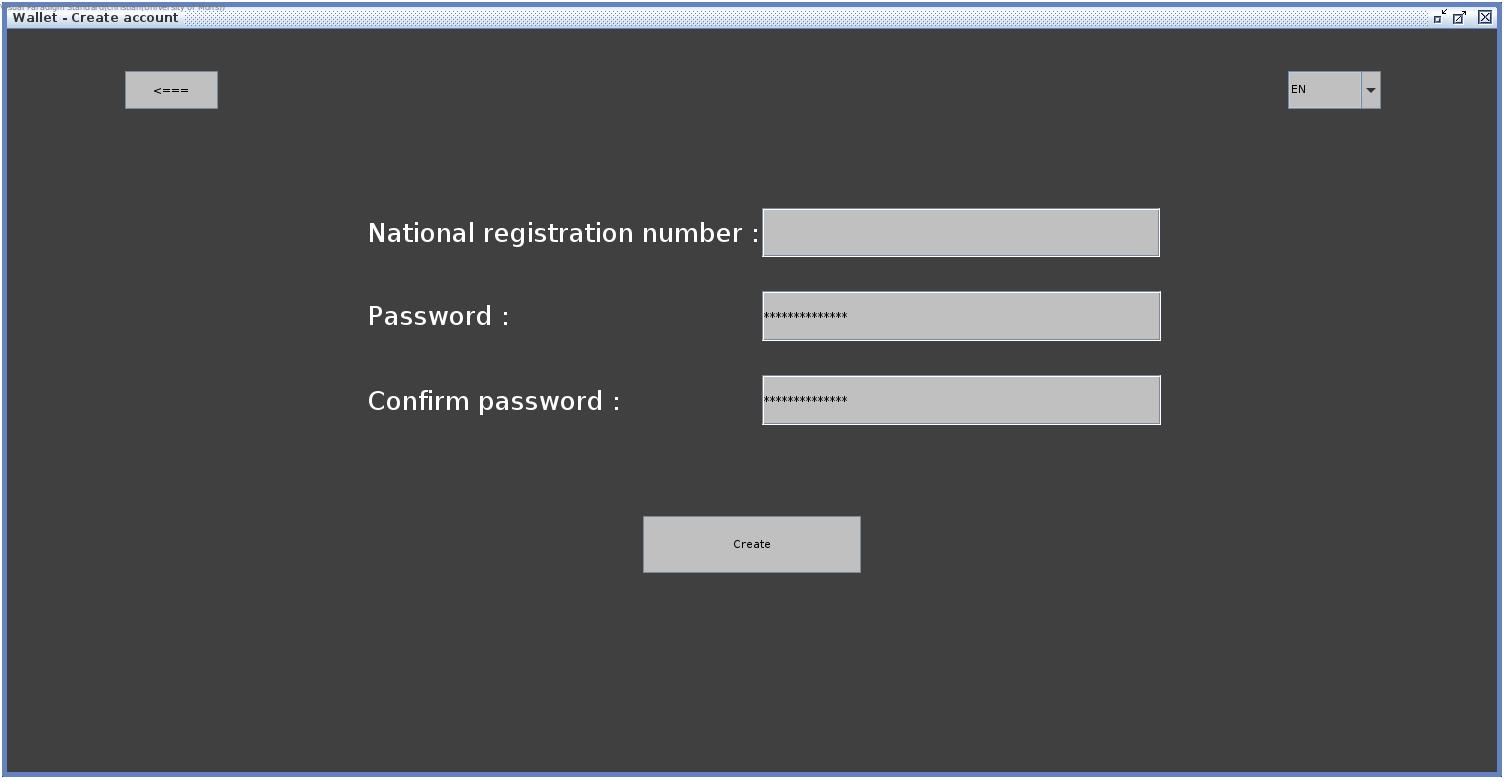 Visual Paradigm Standard(christian(University of Mons))
Wallet - Create account
<===
EN
National registration number :
Password :
**************
Confirm password :
**************
Create